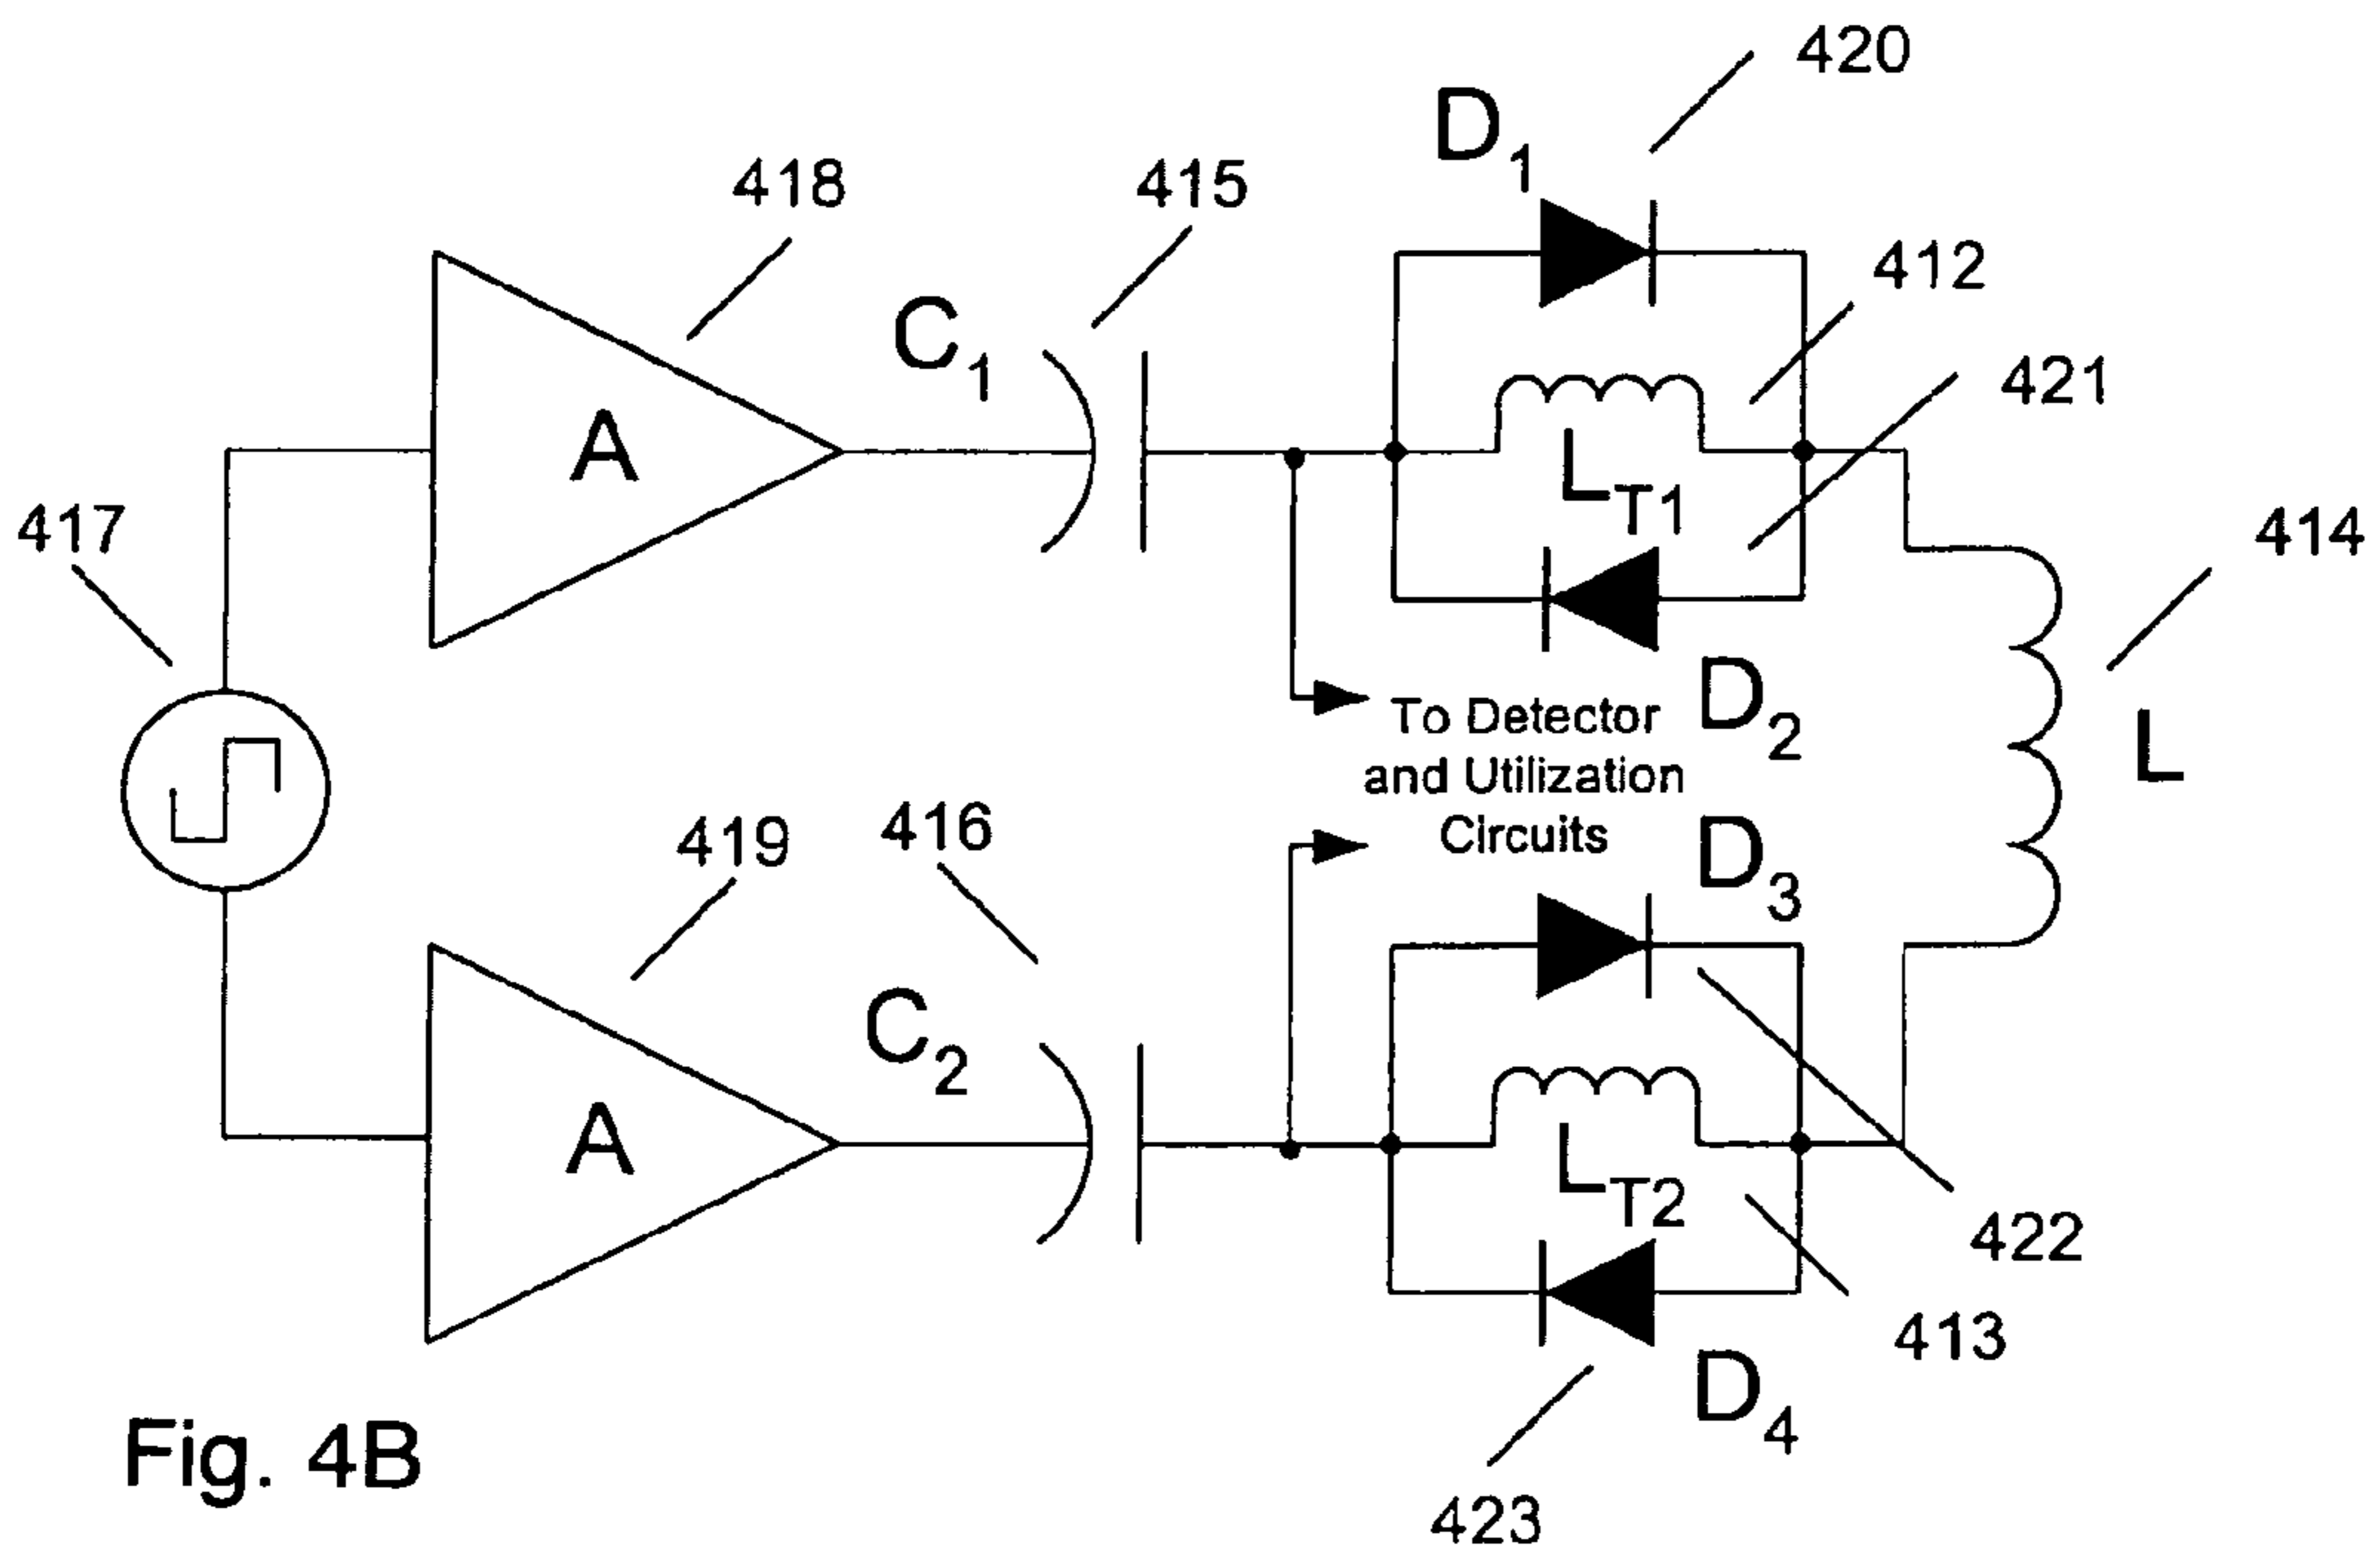 420
D1
418
415
412
C1
421
A
LT1
417
414
D2
To Detector
and Utilization
Circuits
L
D3
419
416
C2
A
LT2
422
413
D4
Fig. 4B
423